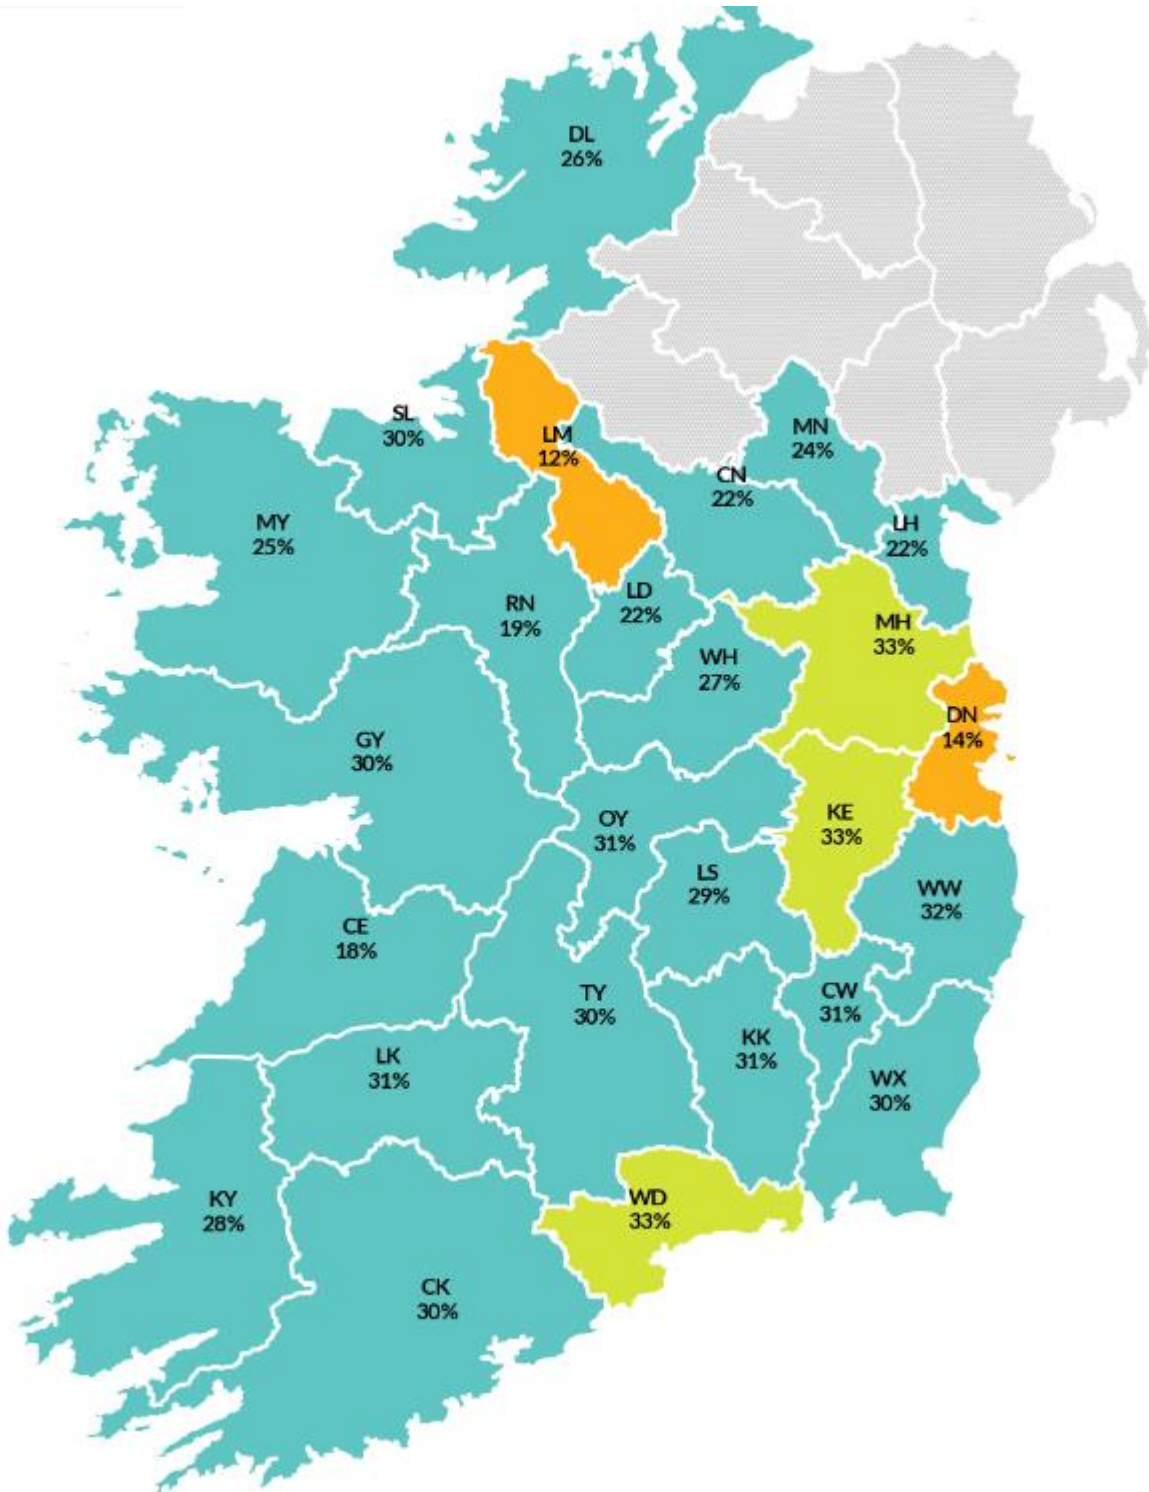 DL
26%
SL
30%
LM
12%
MN
24%
CN
22%
MY
25%
LH
22%
LD
22%
RN
19%
MH
33%
WH
27%
DN
14%
GY
30%
KE
33%
OY
31%
LS
29%
WW
32%
CE
18%
TY
30%
CW
31%
KK
31%
LK
31%
WX
30%
KY
28%
WD
33%
CK
30%